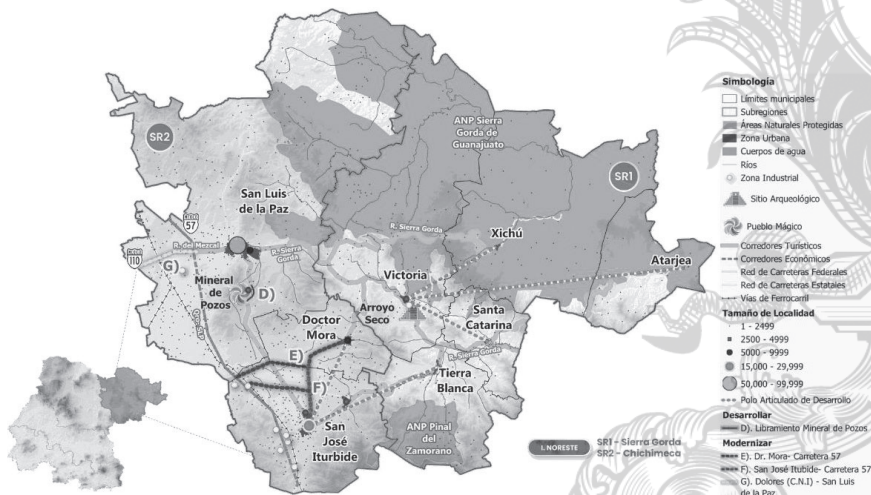 ANP Sierra
Gorda de
Guanajuato
SR2
SR1
San Luis
de la Paz
57
110
R. del Mezcal
R. Sierra
Gorda
R. Sierra Gorda
G)
Mineral
de
Pozos
D)
Xichú
Atarjea
Victoria
Arroyo
Seco
Santa
Catarina
R. Sierra Gorda
Doctor
Mora
E)
F)
Tierra
Blanca
San
José
Iturbide
ANP Pinal
del
Zamorano
I. NORESTE
SR1 - Sierra Gorda
SR2 - Chichimeca
Simbología
Límites municipales
Subregiones
Áreas Naturales Protegidas
Zona Urbana
Cuerpos de agua
Ríos
Zona Industrial
Sitio Arqueológico
Pueblo Mágico
Corredores Turísticos
Corredores Económicos
Red de Carreteras Federales
Red de Carreteras Estatales
Vías de Ferrocarril
Tamaño de Localidad
1 - 2499
2500 - 4999
5000 - 9999
15,000 - 29,999
50,000 - 99,999
Polo Articulado de Desarrollo
Desarrollar
D). Libramiento Mineral de Pozos
Modernizar
E). Dr. Mora- Carretera 57
F). San José Itubide- Carretera 57
G). Dolores (C.N.I) - San Luis
de la Paz